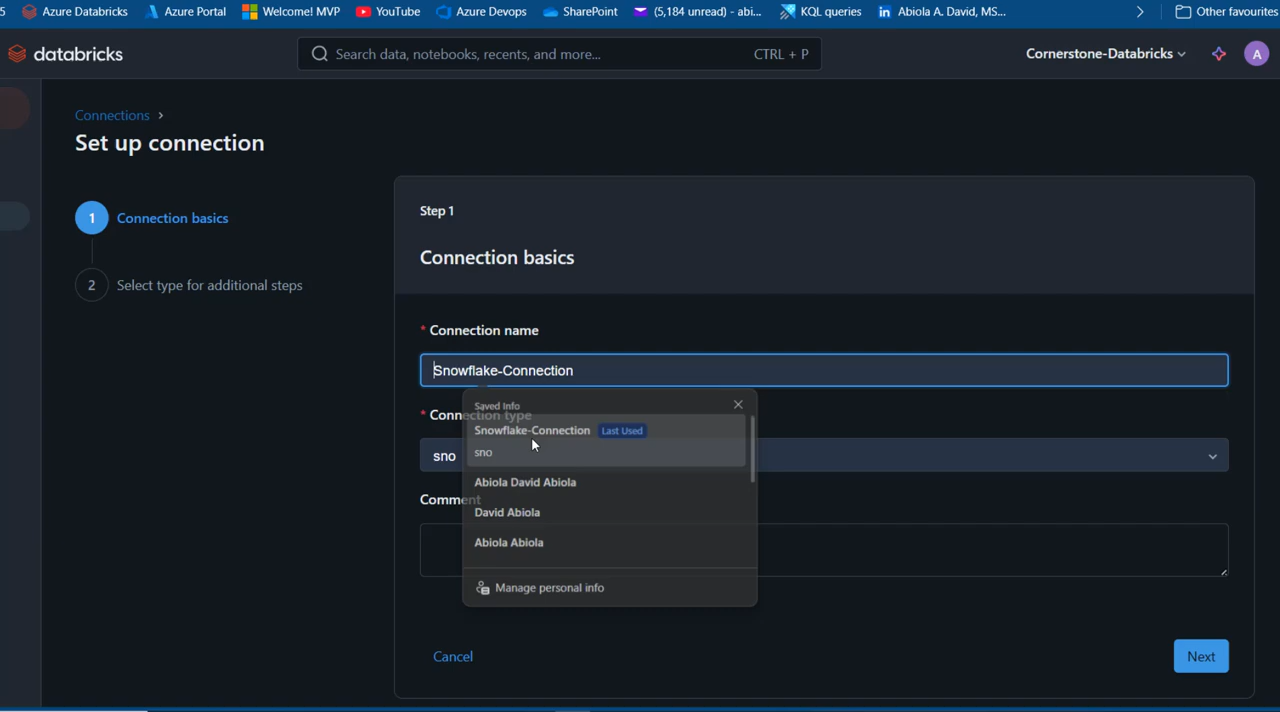 5 Azure Databricks Azure Portal Welcome! MVP YouTube Azure Devops SharePoint (5,184 unread) - abi... KQL queries Abiola A. David, MS... Other favourites
databricks Search data, notebooks, recents, and more... CTRL + P Cornerstone-Databricks A
Connections >
Set up connection
1 Connection basics
2 Select type for additional steps
Step 1
Connection basics
* Connection name
Snowflake-Connection
Saved Info
* Connection type
Snowflake-Connection Last Used
sno
sno
Abiola David Abiola
Comment
David Abiola
Abiola Abiola
Manage personal info
Cancel Next